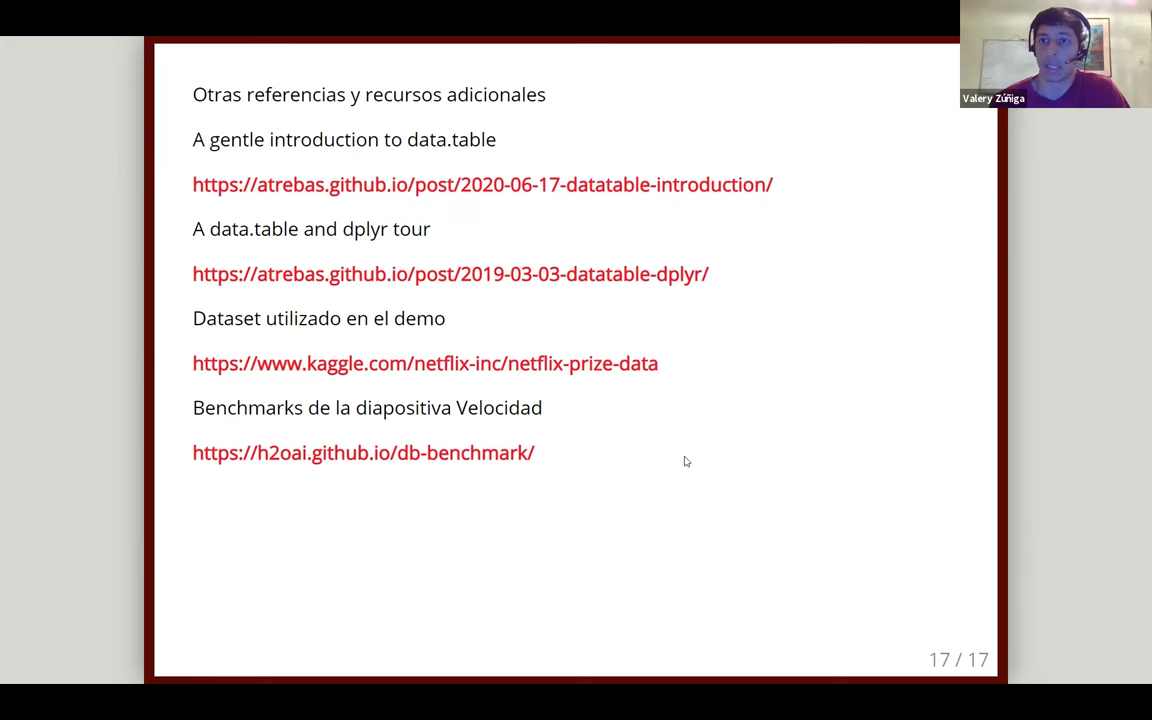 Valery Zúñiga
Otras referencias y recursos adicionales
A gentle introduction to data.table
https://atrebas.github.io/post/2020-06-17-datatable-introduction/
A data.table and dplyr tour
https://atrebas.github.io/post/2019-03-03-datatable-dplyr/
Dataset utilizado en el demo
https://www.kaggle.com/netflix-inc/netflix-prize-data
Benchmarks de la diapositiva Velocidad
https://h2oai.github.io/db-benchmark/
17 / 17